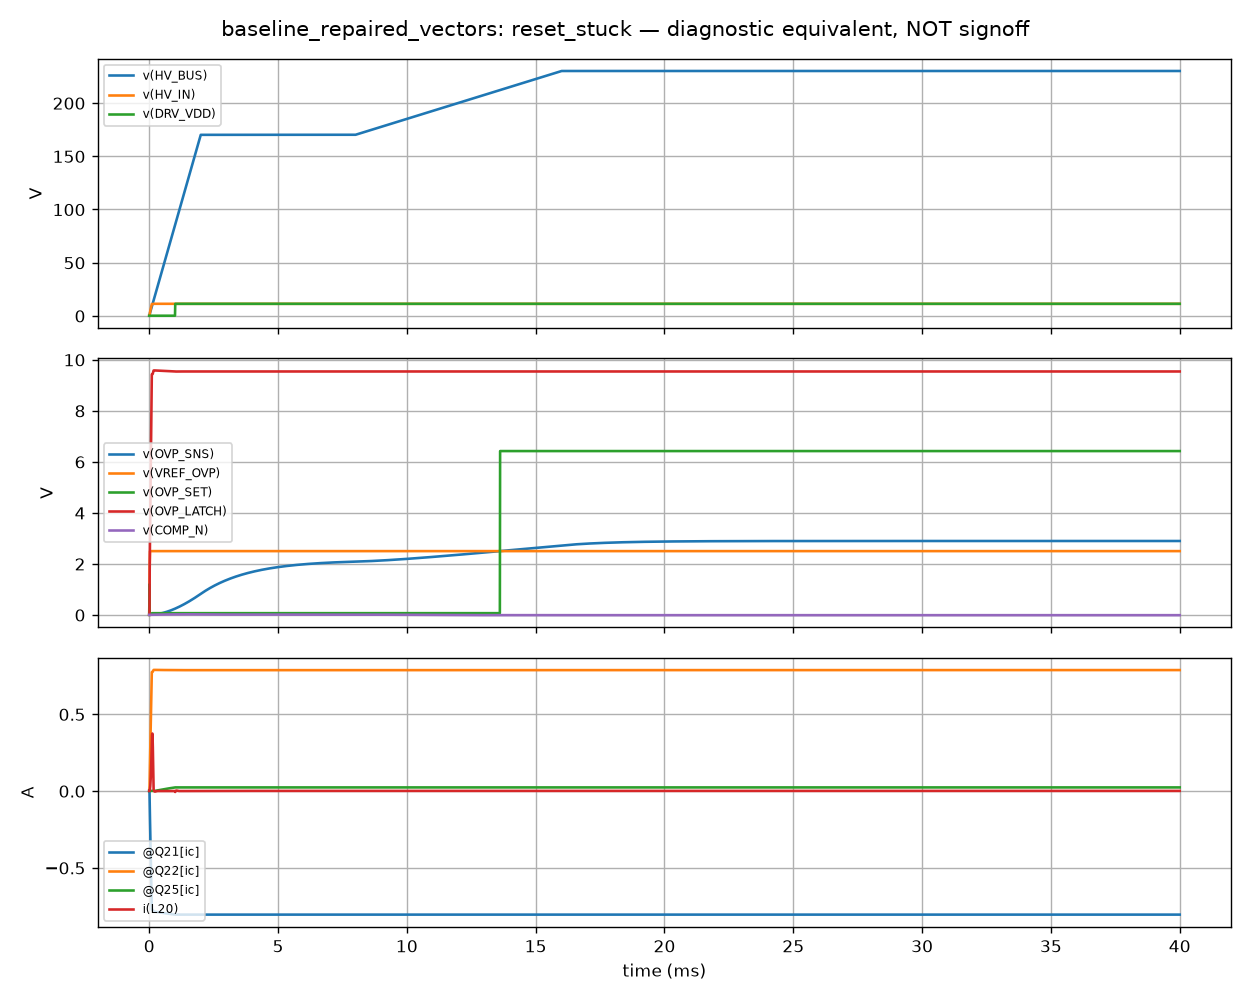 baseline_repaired_vectors: reset_stuck — diagnostic equivalent, NOT signoff
v(HV_BUS)
v(HV_IN)
v(DRV_VDD)
V
200
150
100
50
0
10
8
6
4
2
0
V
v(OVP_SNS)
v(VREF_OVP)
v(OVP_SET)
v(OVP_LATCH)
v(COMP_N)
0.5
0.0
−0.5
A
@Q21[ic]
@Q22[ic]
@Q25[ic]
i(L20)
0 5 10 15 20 25 30 35 40
time (ms)